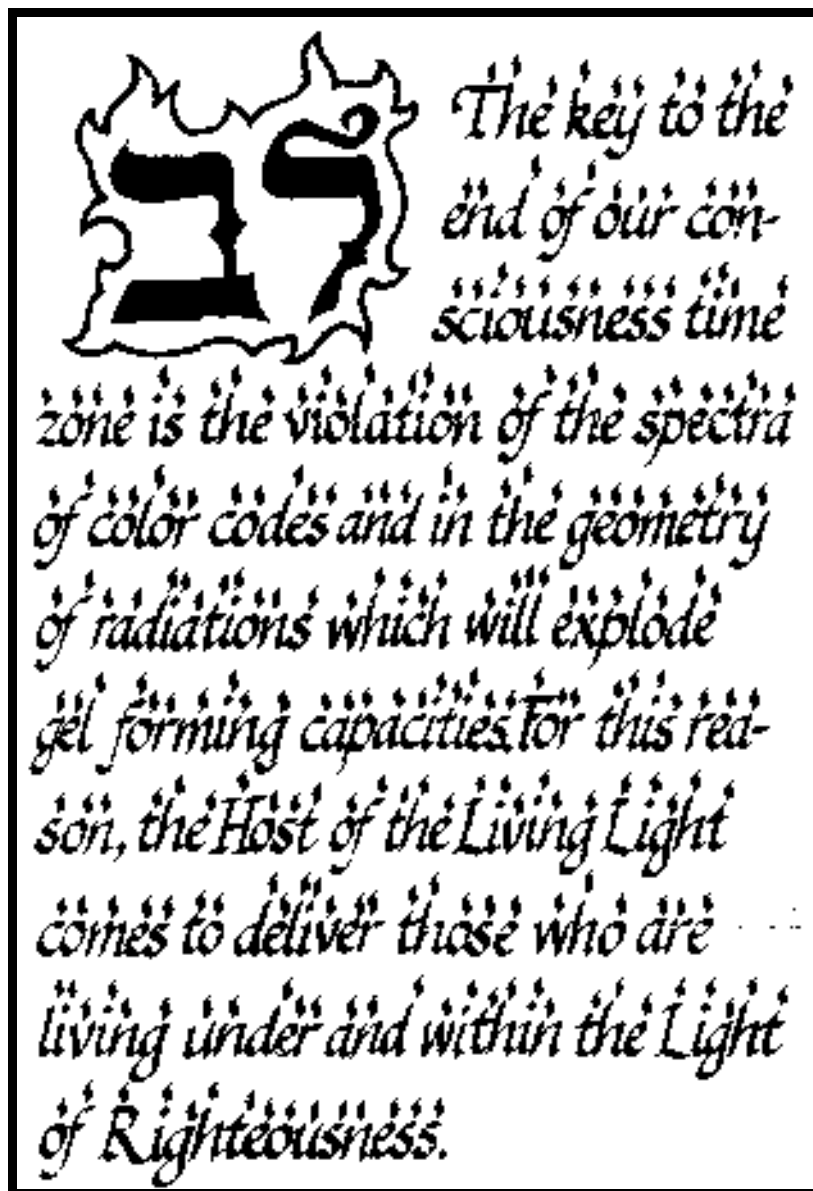 לב
The key to the
end of our con-
sciousness time
zone is the violation of the spectra
of color codes and in the geometry
of radiations which will explode
gel forming capacities. For this rea-
son, the Host of the Living Light
comes to deliver those who are
living under and within the Light
of Righteousness.